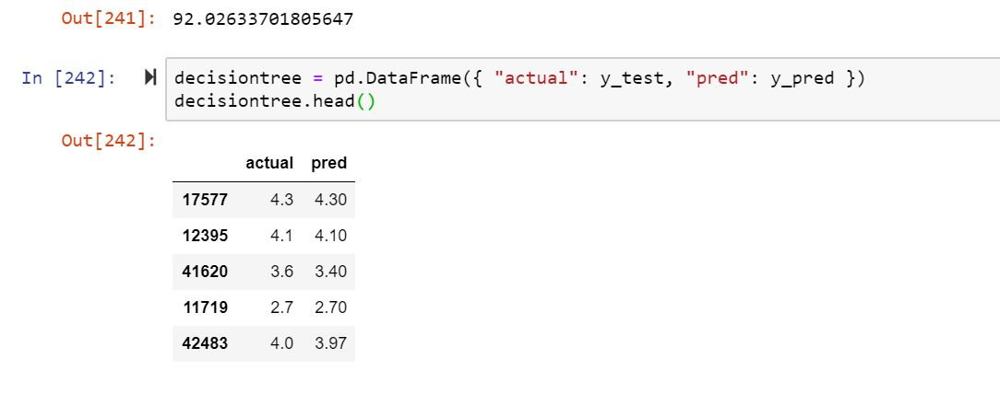 Out[241]: 92.02633701805647
In [242]: decisiontree = pd.DataFrame({ "actual": y_test, "pred": y_pred })
decisiontree.head()
Out[242]:
actual pred
17577 4.3 4.30
12395 4.1 4.10
41620 3.6 3.40
11719 2.7 2.70
42483 4.0 3.97